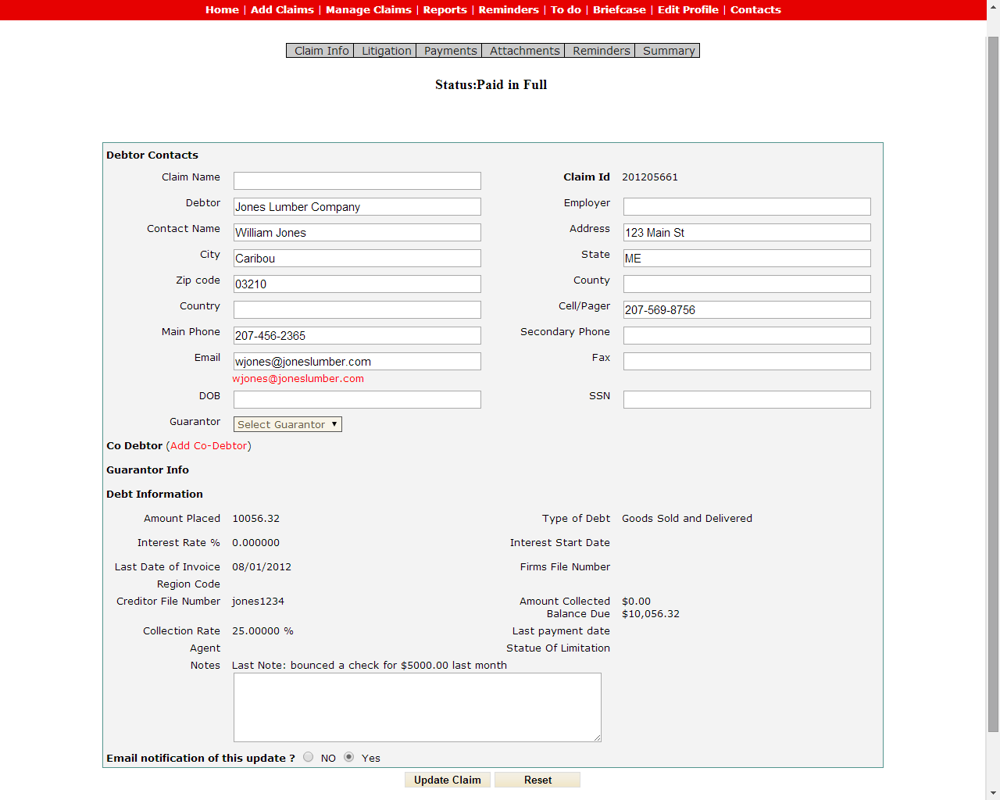 Home | Add Claims | Manage Claims | Reports | Reminders | To do | Briefcase | Edit Profile | Contacts
Claim Info Litigation Payments Attachments Reminders Summary
Status:Paid in Full
Debtor Contacts
Claim Name Claim Id 201205661
Debtor Jones Lumber Company Employer
Contact Name William Jones Address 123 Main St
City Caribou State ME
Zip code 03210 County
Country Cell/Pager 207-569-8756
Main Phone 207-456-2365 Secondary Phone
Email wjones@joneslumber.com Fax
wjones@joneslumber.com
DOB SSN
Guarantor Select Guarantor
Co Debtor (Add Co-Debtor)
Guarantor Info
Debt Information
Amount Placed 10056.32 Type of Debt Goods Sold and Delivered
Interest Rate % 0.000000 Interest Start Date
Last Date of Invoice 08/01/2012 Firms File Number
Region Code
Creditor File Number jones1234 Amount Collected $0.00
Balance Due $10,056.32
Collection Rate 25.00000 % Last payment date
Agent Statue Of Limitation
Notes Last Note: bounced a check for $5000.00 last month
Email notification of this update ? NO Yes
Update Claim Reset